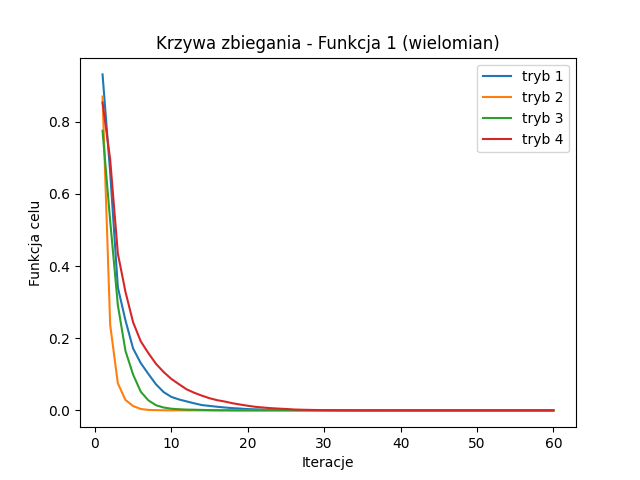 Krzywa zbiegania - Funkcja 1 (wielomian)
tryb 1
tryb 2
tryb 3
tryb 4
Funkcja celu
0.8
0.6
0.4
0.2
0.0
0 10 20 30 40 50 60
Iteracje